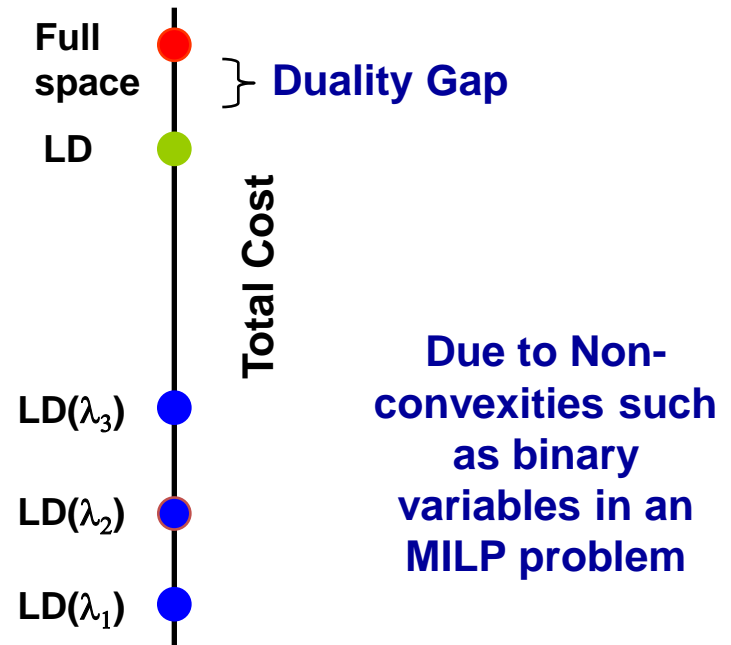 Full
space
Duality Gap
LD
Total Cost
LD(λ₃)
LD(λ₂)
LD(λ₁)
Due to Non-
convexities such
as binary
variables in an
MILP problem